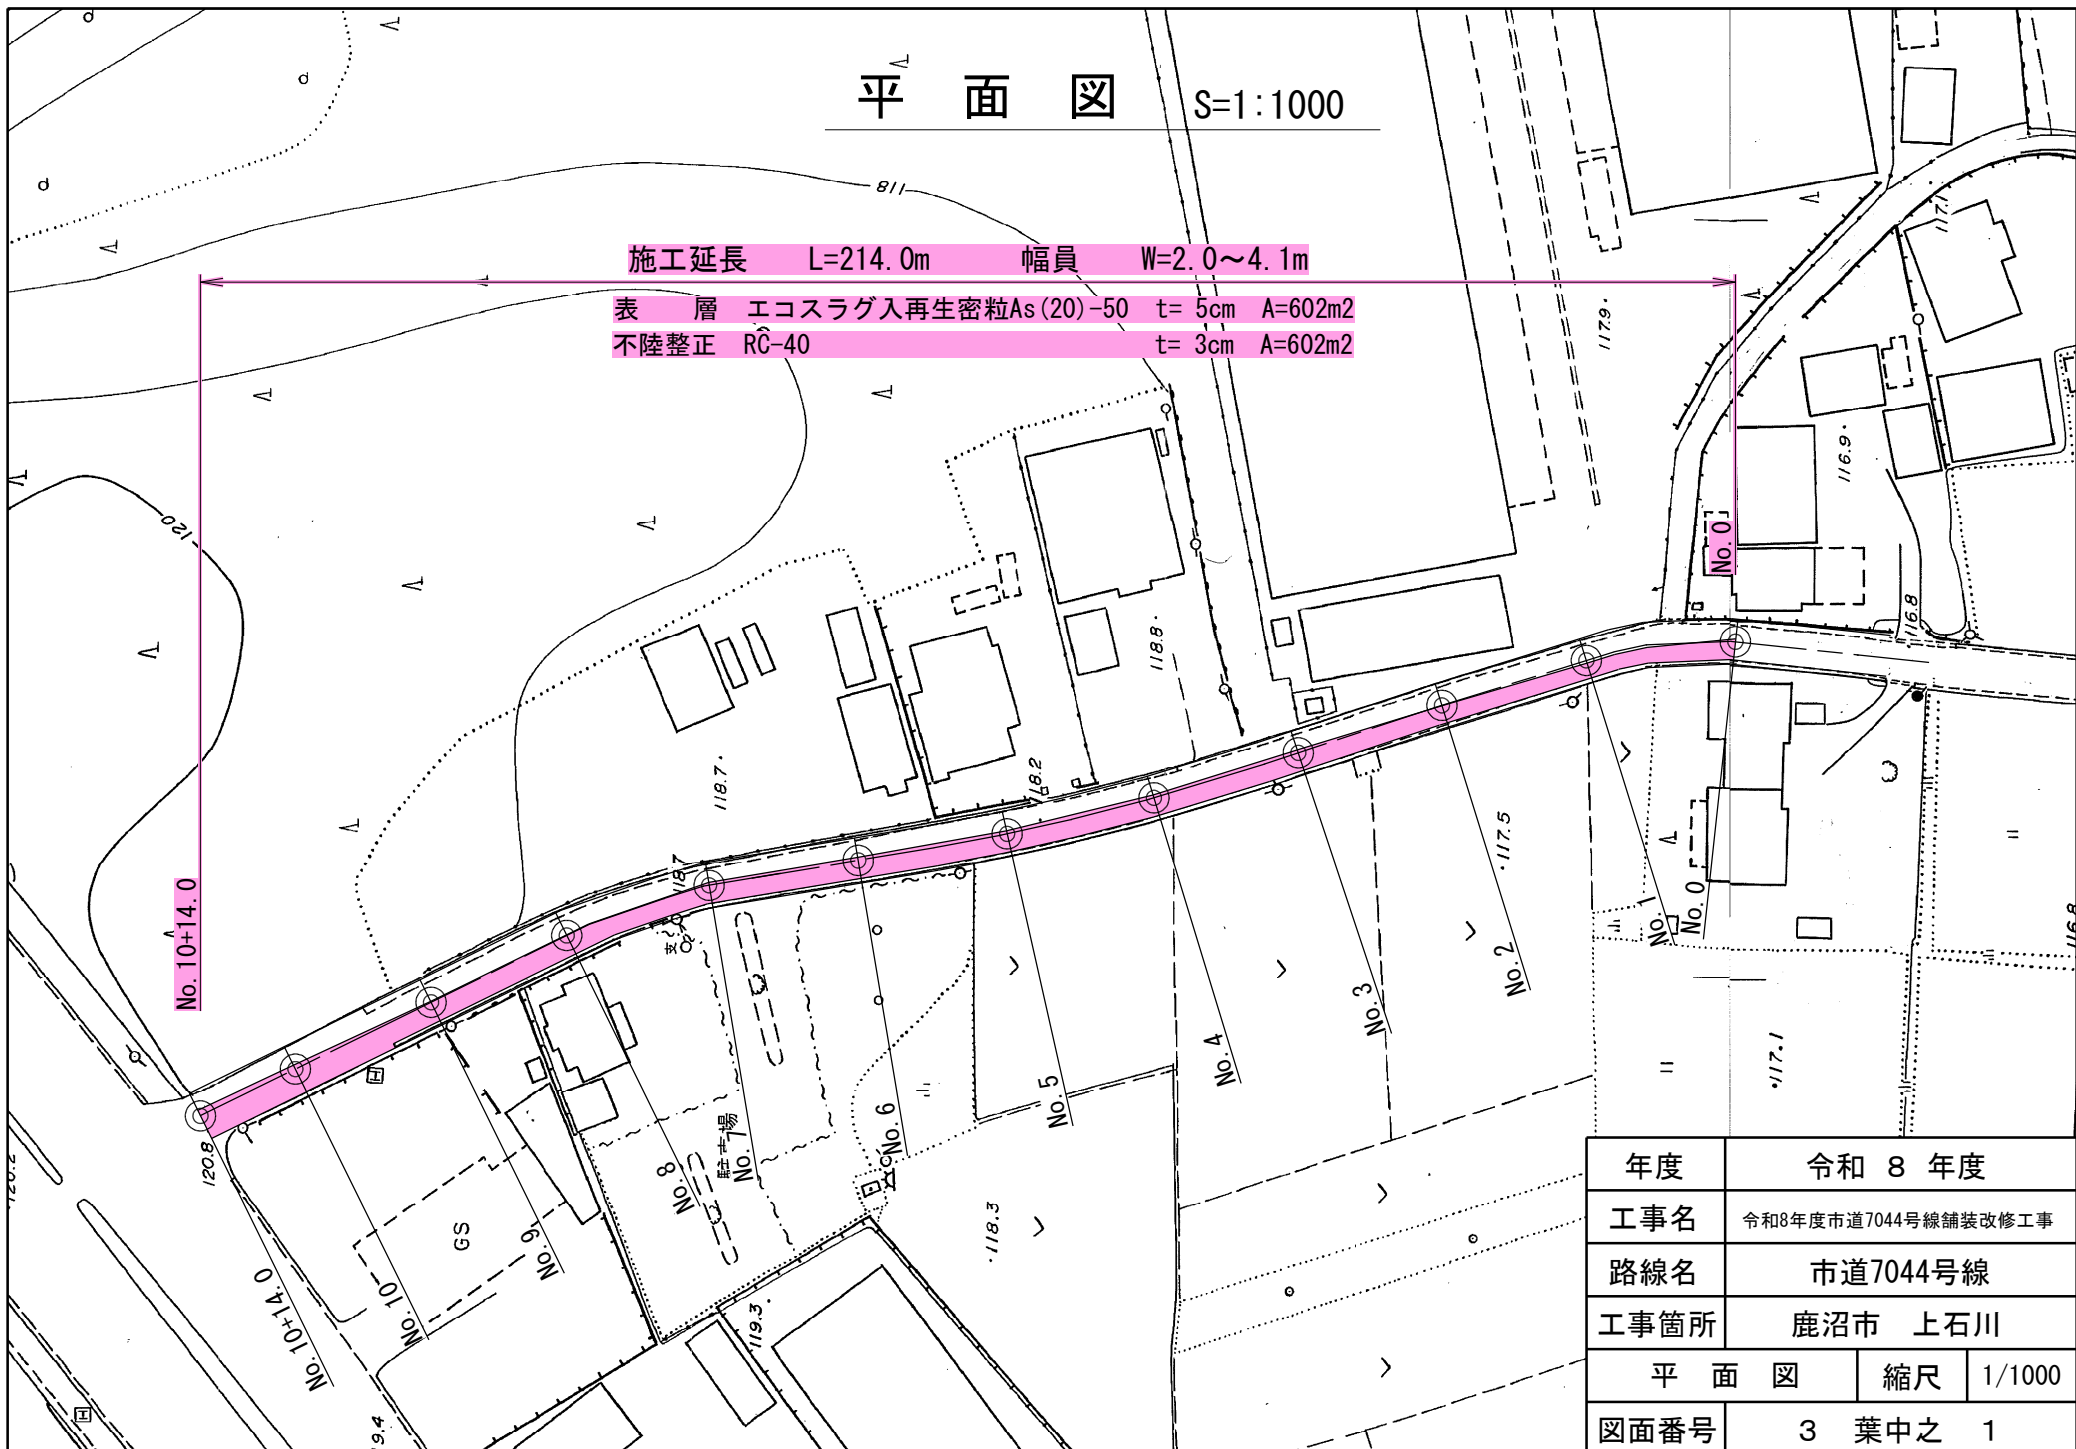 平 面 図 S=1:1000
118
施工延長 L=214.0m 幅員 W=2.0～4.1m
表 層 エコスラグ入再生密粒As(20)-50 t= 5cm A=602m2
不陸整正 RC-40 t= 3cm A=602m2
117.1
117.9
116.9
120
No.0
116.8
118.8
118.2
118.7
118.7
117.5
No.10+14.0
支
No.0
No.1
No.2
No.3
No.4
No.5
No.6
駐車場
No.7
No.8
No.9
No.10
No.10+14.0
120.8
120.2
GS
118.3
117.1
116.8
119.3
119.4
年度 令和 8 年度
工事名 令和8年度市道7044号線舗装改修工事
路線名 市道7044号線
工事箇所 鹿沼市 上石川
平 面 図 縮尺 1/1000
図面番号 3 葉中之 1